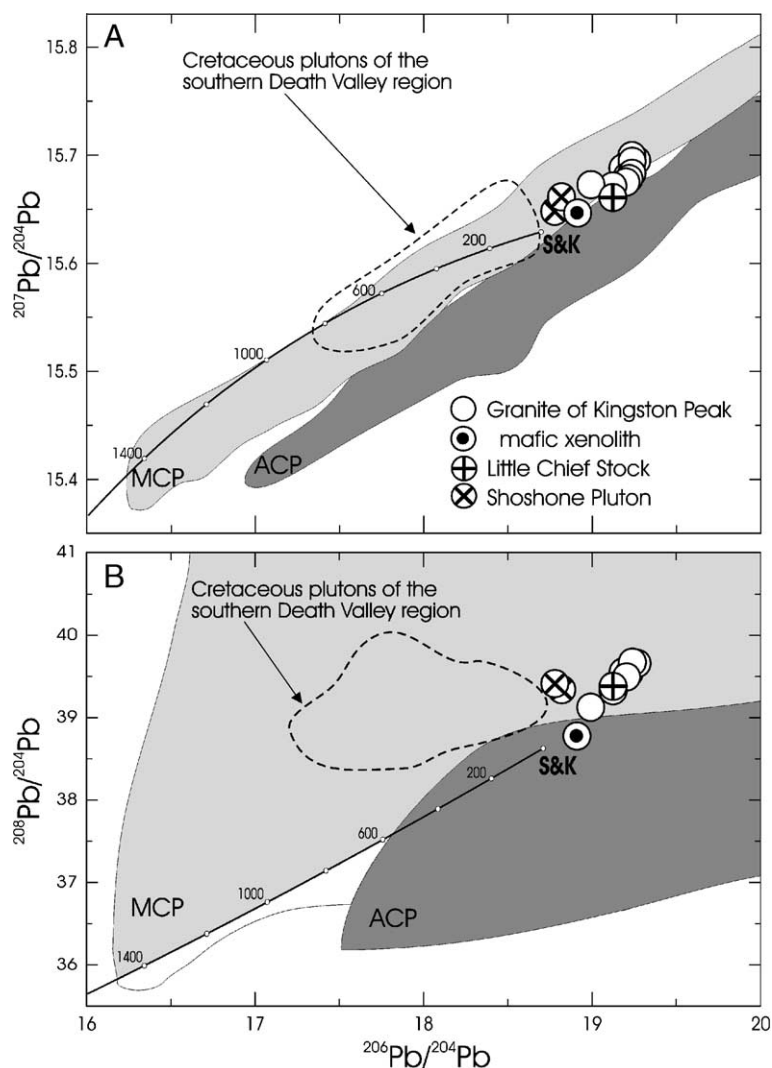 A
Cretaceous plutons of the
southern Death Valley region
15.8
15.7
15.6
15.5
15.4
207Pb/204Pb
200
600
1000
1400
S&K
MCP
ACP
Granite of Kingston Peak
mafic xenolith
Little Chief Stock
Shoshone Pluton
B
Cretaceous plutons of the
southern Death Valley region
41
40
39
38
37
36
208Pb/204Pb
200
600
1000
1400
S&K
MCP
ACP
16 17 18 19 20
206Pb/204Pb